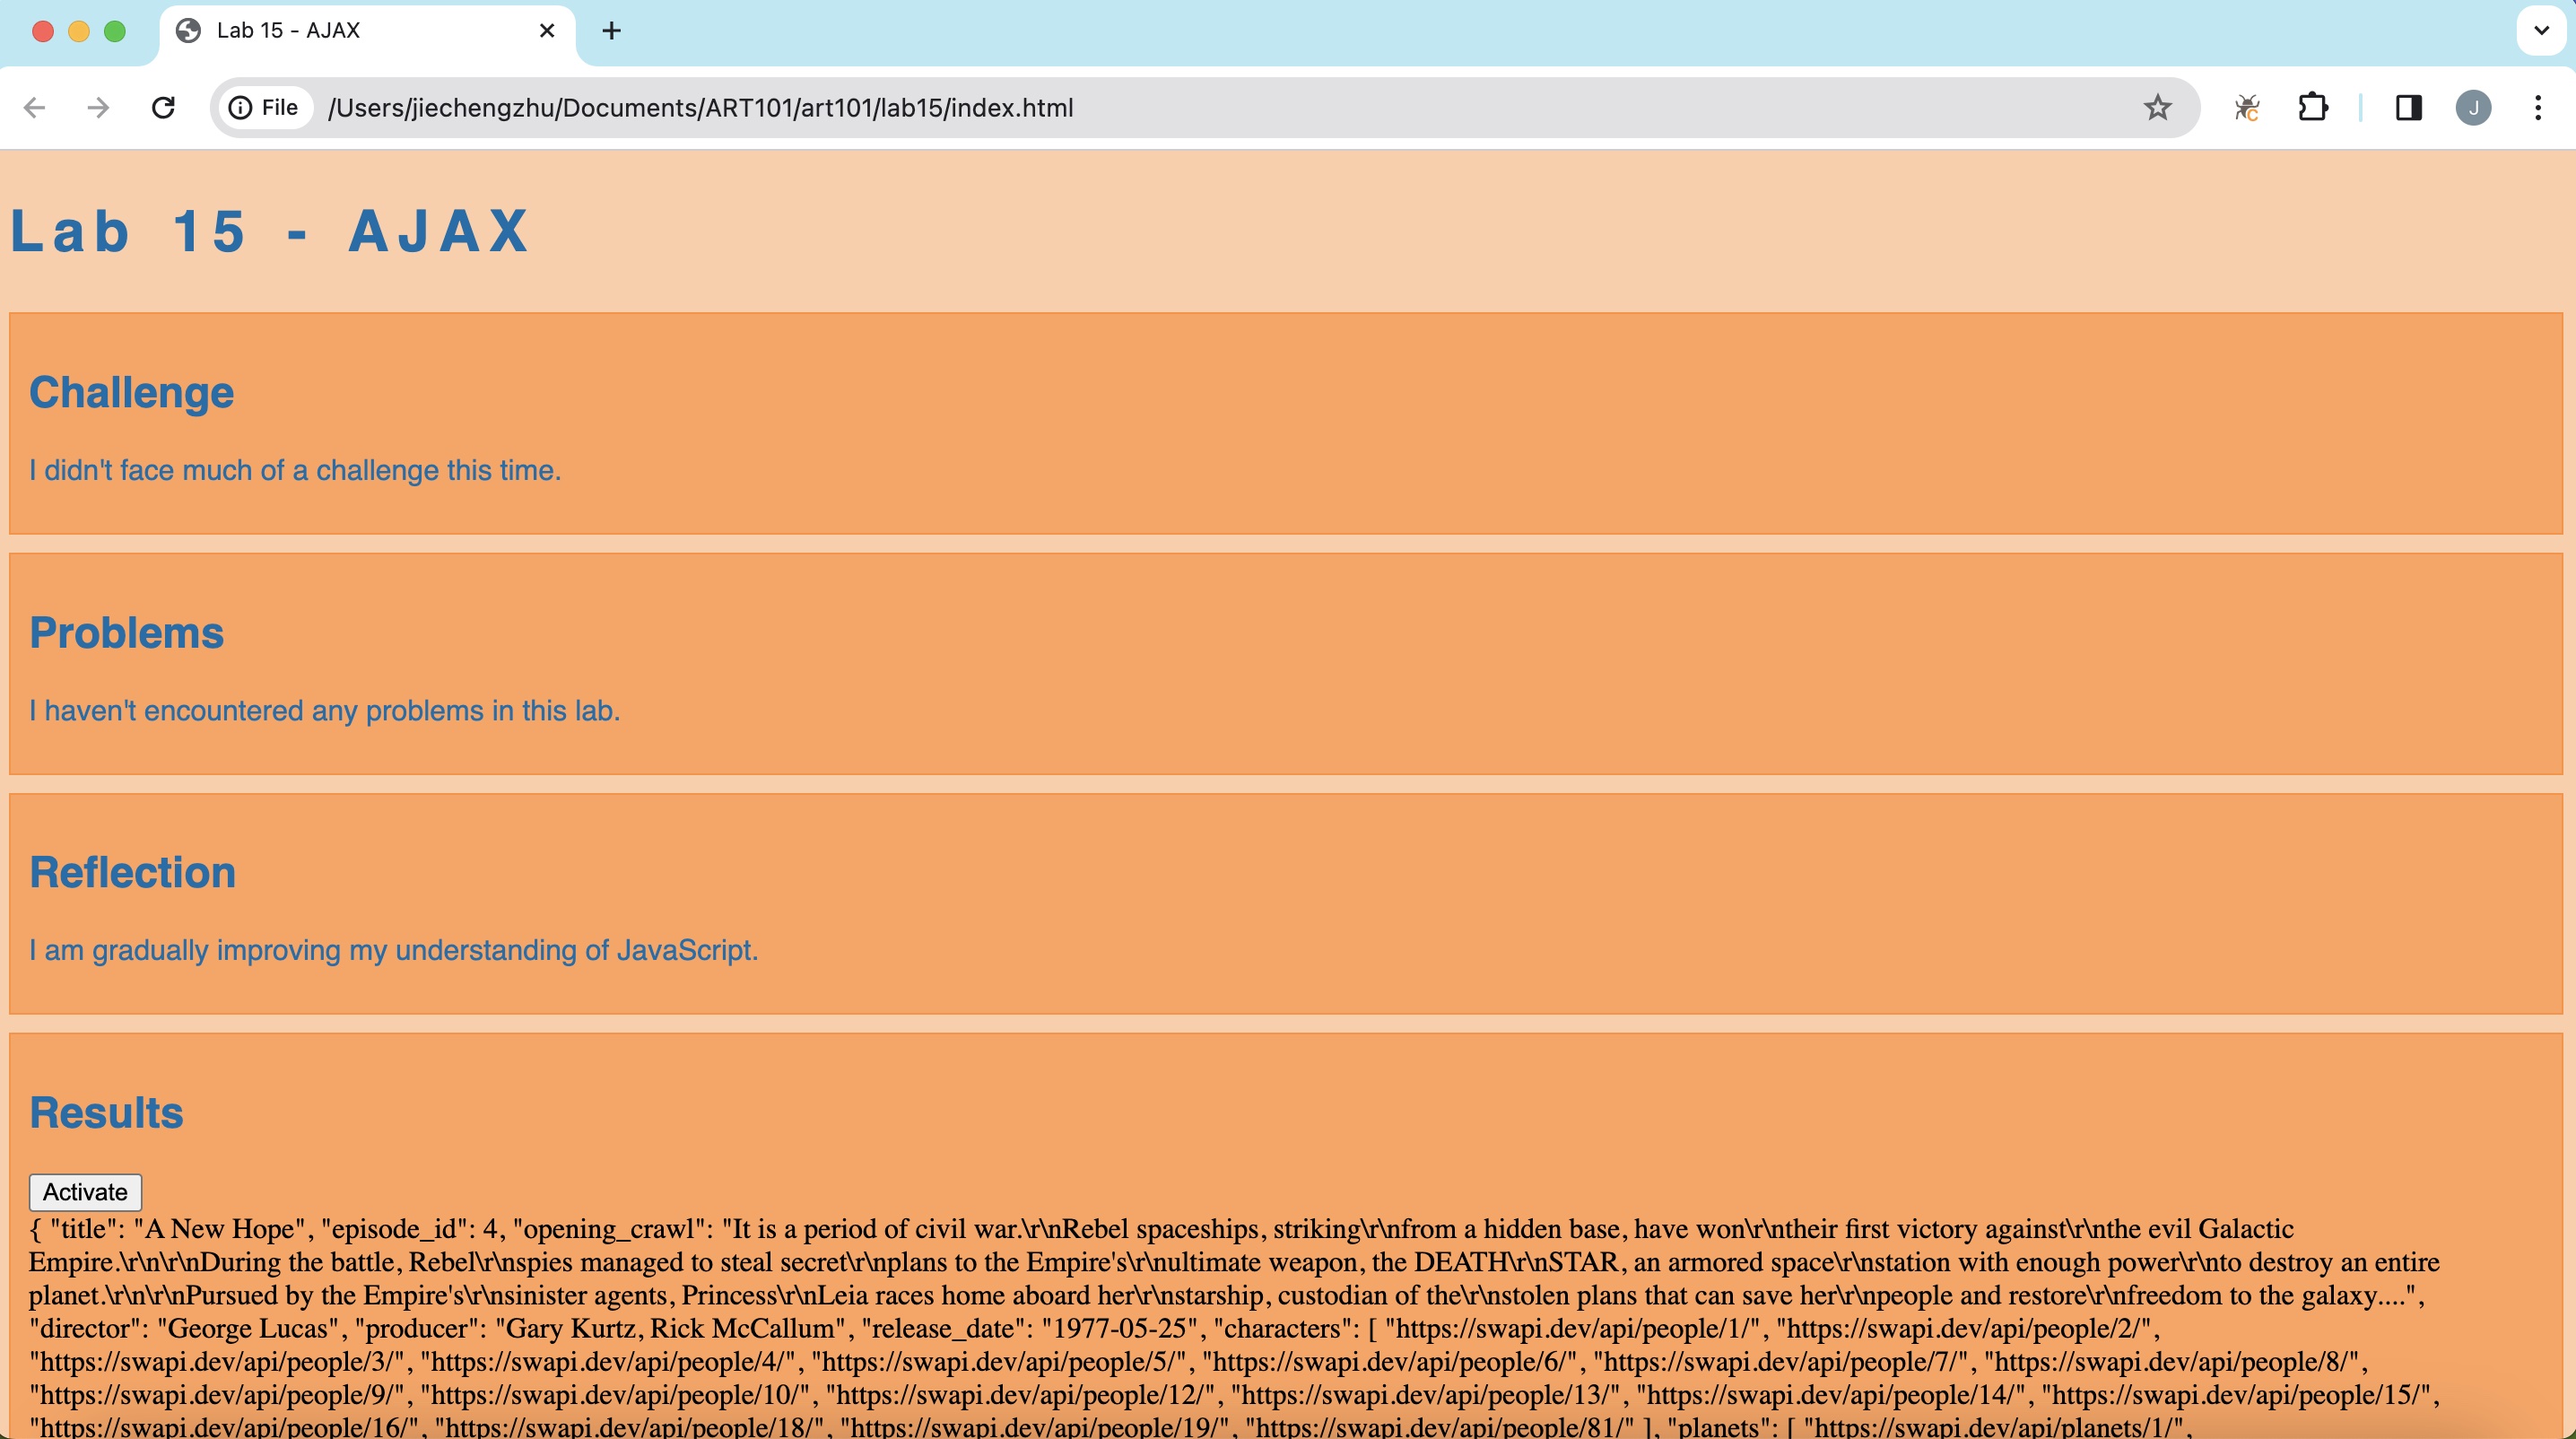 Lab 15 - AJAX
File /Users/jiechengzhu/Documents/ART101/art101/lab15/index.html
C
J
Lab 15 - AJAX
Challenge
I didn't face much of a challenge this time.
Problems
I haven't encountered any problems in this lab.
Reflection
I am gradually improving my understanding of JavaScript.
Results
Activate
{ "title": "A New Hope", "episode_id": 4, "opening_crawl": "It is a period of civil war.\r\nRebel spaceships, striking\r\nfrom a hidden base, have won\r\ntheir first victory against\r\nthe evil Galactic
Empire.\r\n\r\nDuring the battle, Rebel\r\nspies managed to steal secret\r\nplans to the Empire's\r\nultimate weapon, the DEATH\r\nSTAR, an armored space\r\nstation with enough power\r\nto destroy an entire
planet.\r\n\r\nPursued by the Empire's\r\nsinister agents, Princess\r\nLeia races home aboard her\r\nstarship, custodian of the\r\nstolen plans that can save her\r\npeople and restore\r\nfreedom to the galaxy....",
"director": "George Lucas", "producer": "Gary Kurtz, Rick McCallum", "release_date": "1977-05-25", "characters": [ "https://swapi.dev/api/people/1/", "https://swapi.dev/api/people/2/",
"https://swapi.dev/api/people/3/", "https://swapi.dev/api/people/4/", "https://swapi.dev/api/people/5/", "https://swapi.dev/api/people/6/", "https://swapi.dev/api/people/7/", "https://swapi.dev/api/people/8/",
"https://swapi.dev/api/people/9/", "https://swapi.dev/api/people/10/", "https://swapi.dev/api/people/12/", "https://swapi.dev/api/people/13/", "https://swapi.dev/api/people/14/", "https://swapi.dev/api/people/15/",
"https://swapi.dev/api/people/16/", "https://swapi.dev/api/people/18/", "https://swapi.dev/api/people/19/", "https://swapi.dev/api/people/81/" ], "planets": [ "https://swapi.dev/api/planets/1/",